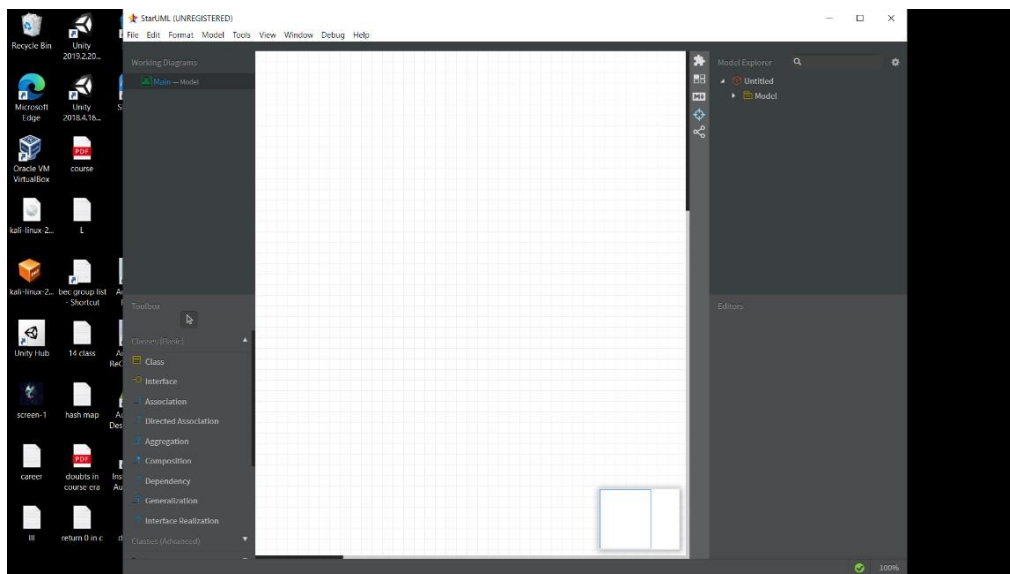 Recycle Bin
Unity
2019.2.20...
Microsoft
Edge
Unity
2018.4.16...
Oracle VM
VirtualBox
PDF
course
kali-linux-2...
L
kali-linux-2...
bec group list
- Shortcut
Unity Hub
14 class
screen-1
hash map
career
PDF
doubts in
course era
III
return 0 in c
StarUML (UNREGISTERED)
File Edit Format Model Tools View Window Debug Help
Working Diagrams
Main — Model
Toolbox
Classes (Basic)
Class
Interface
Association
Directed Association
Aggregation
Composition
Dependency
Generalization
Interface Realization
Classes (Advanced)
Model Explorer
Untitled
Model
Editors
100%